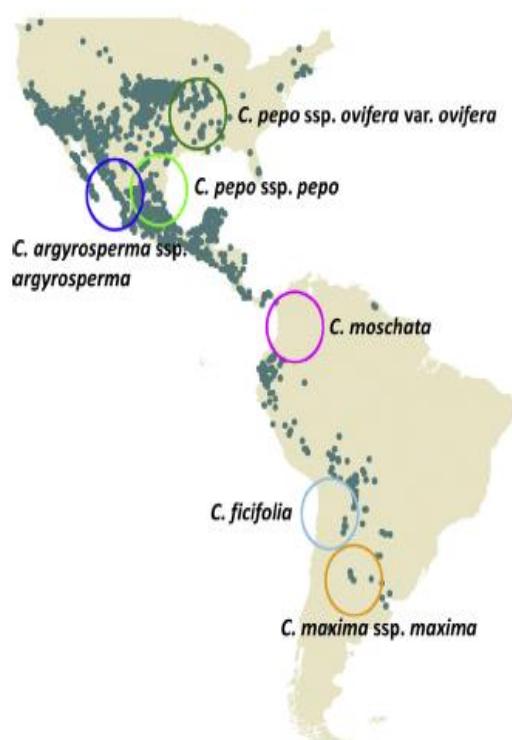 C. pepo ssp. ovifera var. ovifera
C. pepo ssp. pepo
C. argyrosperma ssp.
argyrosperma
C. moschata
C. ficifolia
C. maxima ssp. maxima